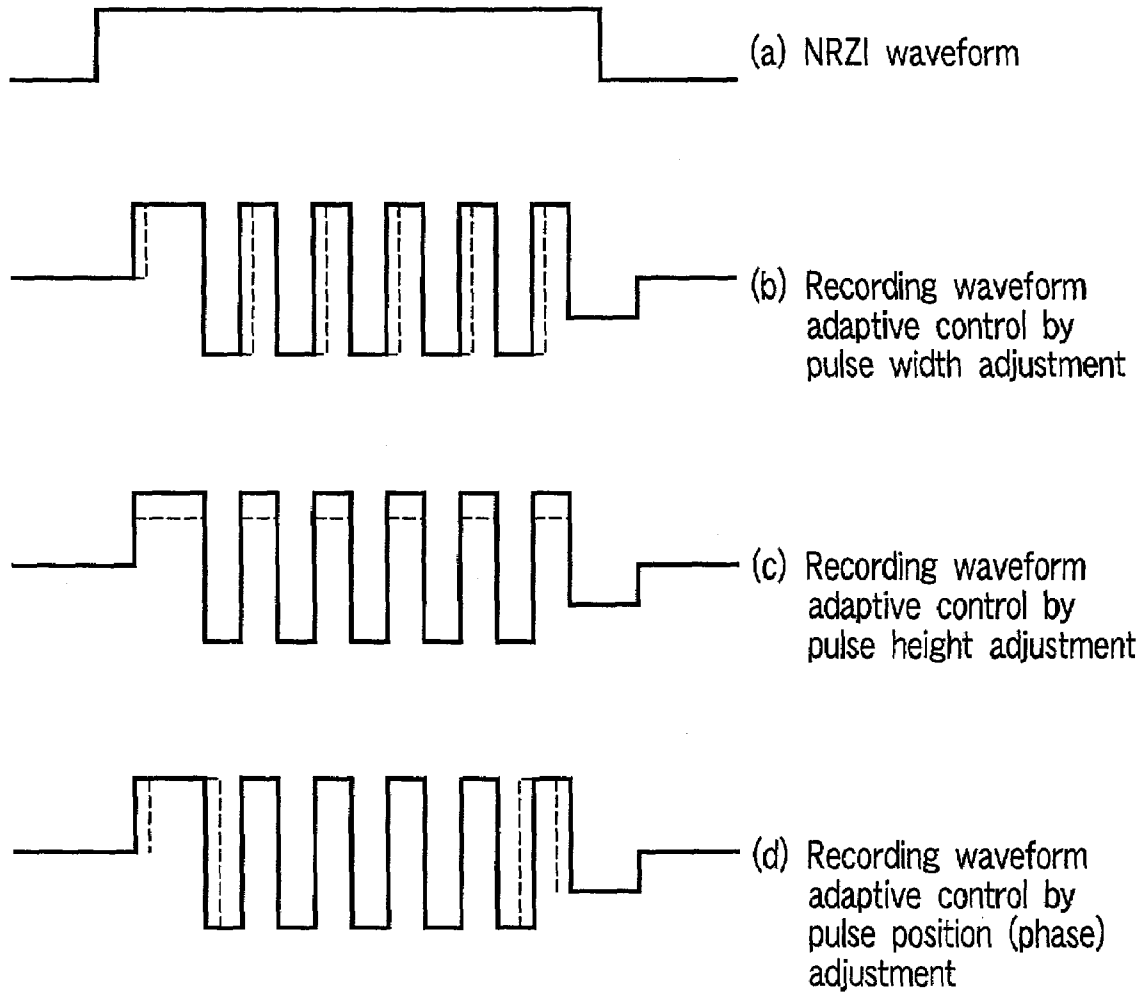 (a) NRZI waveform
(b) Recording waveform
adaptive control by
pulse width adjustment
(c) Recording waveform
adaptive control by
pulse height adjustment
(d) Recording waveform
adaptive control by
pulse position (phase)
adjustment